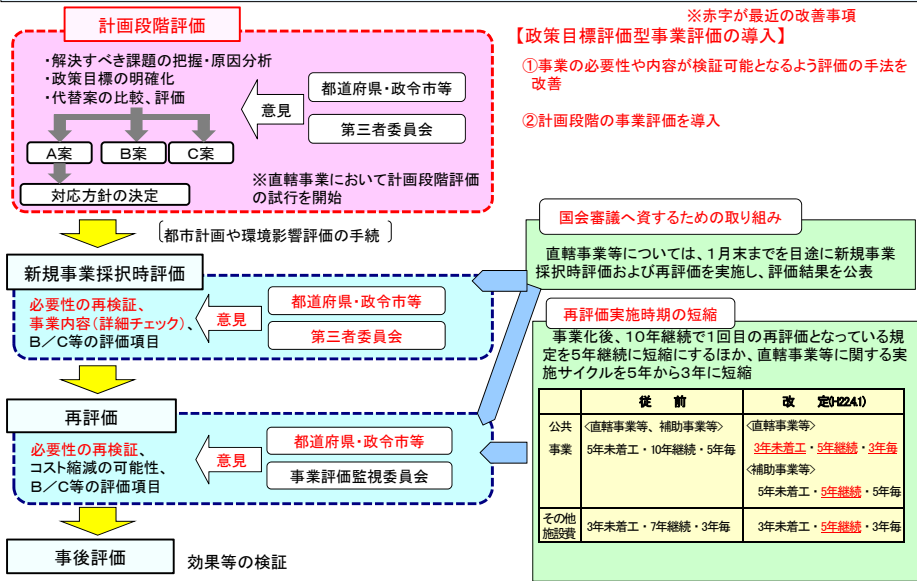 計画段階評価
※赤字が最近の改善事項
【政策目標評価型事業評価の導入】
①事業の必要性や内容が検証可能となるよう評価の手法を
改善
②計画段階の事業評価を導入
・解決すべき課題の把握・原因分析
・政策目標の明確化
・代替案の比較、評価
意見
都道府県・政令市等
第三者委員会
A案
B案
C案
対応方針の決定
※直轄事業において計画段階評価
の試行を開始
〔都市計画や環境影響評価の手続〕
新規事業採択時評価
必要性の再検証、
事業内容(詳細チェック)、
B/C等の評価項目
意見
都道府県・政令市等
第三者委員会
再評価
必要性の再検証、
コスト縮減の可能性、
B/C等の評価項目
意見
都道府県・政令市等
事業評価監視委員会
事後評価
効果等の検証
国会審議へ資するための取り組み
直轄事業等については、1月末までを目途に新規事業
採択時評価および再評価を実施し、評価結果を公表
再評価実施時期の短縮
事業化後、10年継続で1回目の再評価となっている規
定を5年継続に短縮にするほか、直轄事業等に関する実
施サイクルを5年から3年に短縮
従 前
改 定(H22.4.1)
公共
事業
<直轄事業等、補助事業等>
5年未着工・10年継続・5年毎
<直轄事業等>
3年未着工・5年継続・3年毎
<補助事業等>
5年未着工・5年継続・5年毎
その他
施設費
3年未着工・7年継続・3年毎
3年未着工・5年継続・3年毎